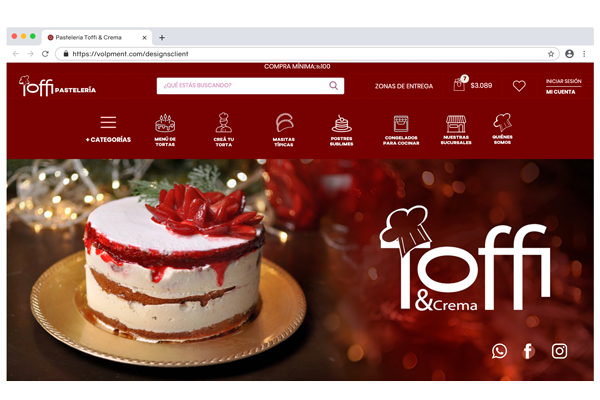 Pasteleria Toffi & Crema
https://volpment.com/designsclient
COMPRA MÍNIMA:₺100
Toffi PASTELERÍA
¿QUÉ ESTÁS BUSCANDO?
ZONAS DE ENTREGA
7
$3.089
INICIAR SESIÓN
MI CUENTA
+ CATEGORÍAS
MENÚ DE
TORTAS
CREÁ TU
TORTA
MASITAS
TÍPICAS
POSTRES
SUBLIMES
CONGELADOS
PARA COCINAR
NUESTRAS
SUCURSALES
QUIÉNES
SOMOS
Toffi
&Crema